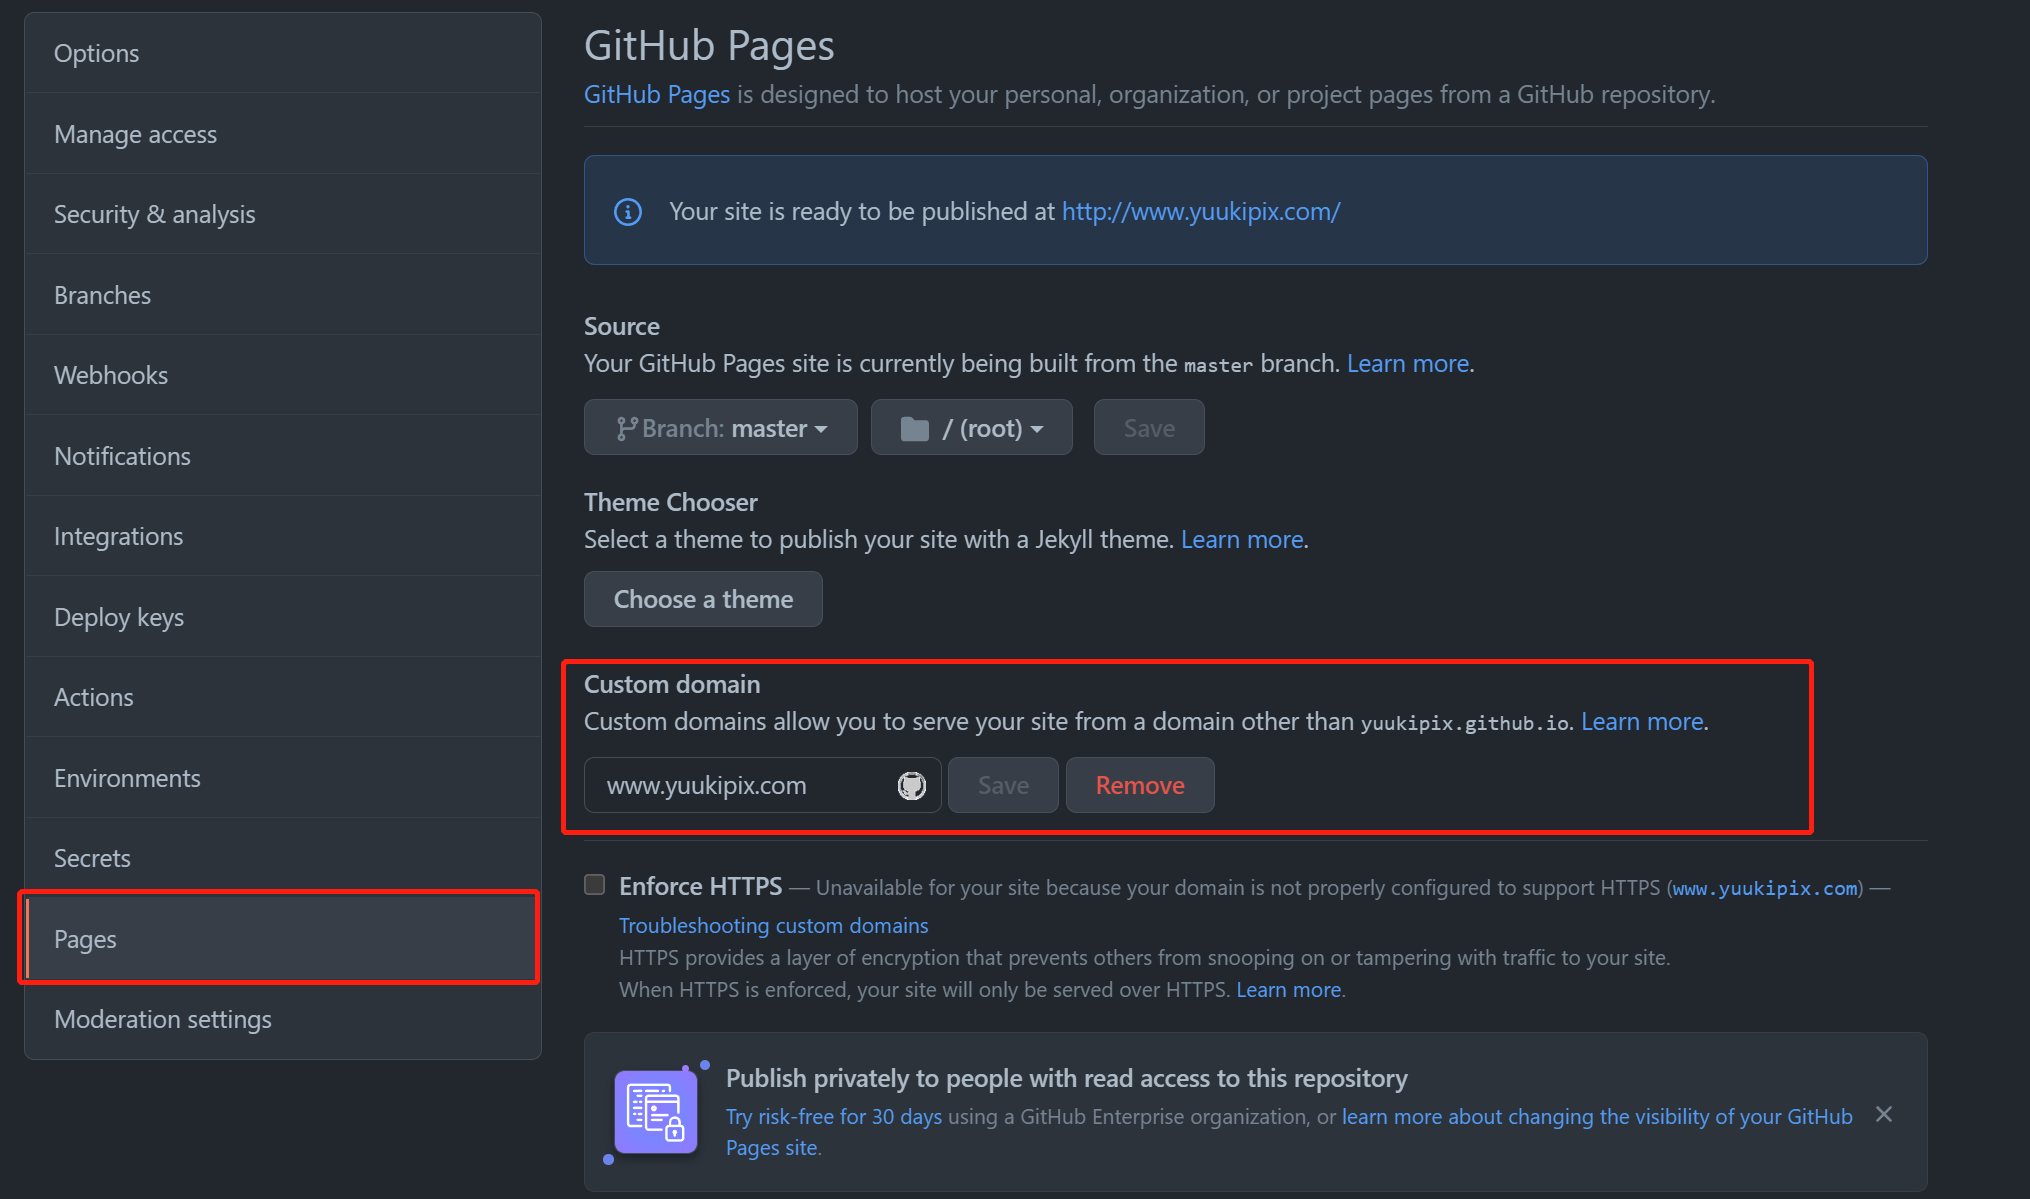 Options
Manage access
Security & analysis
Branches
Webhooks
Notifications
Integrations
Deploy keys
Actions
Environments
Secrets
Pages
Moderation settings
GitHub Pages
GitHub Pages is designed to host your personal, organization, or project pages from a GitHub repository.
Your site is ready to be published at http://www.yuukipix.com/
Source
Your GitHub Pages site is currently being built from the master branch. Learn more.
Branch: master
/ (root)
Save
Theme Chooser
Select a theme to publish your site with a Jekyll theme. Learn more.
Choose a theme
Custom domain
Custom domains allow you to serve your site from a domain other than yuukipix.github.io. Learn more.
www.yuukipix.com
Save
Remove
Enforce HTTPS — Unavailable for your site because your domain is not properly configured to support HTTPS (www.yuukipix.com) —
Troubleshooting custom domains
HTTPS provides a layer of encryption that prevents others from snooping on or tampering with traffic to your site.
When HTTPS is enforced, your site will only be served over HTTPS. Learn more.
Publish privately to people with read access to this repository
Try risk-free for 30 days using a GitHub Enterprise organization, or learn more about changing the visibility of your GitHub
Pages site.